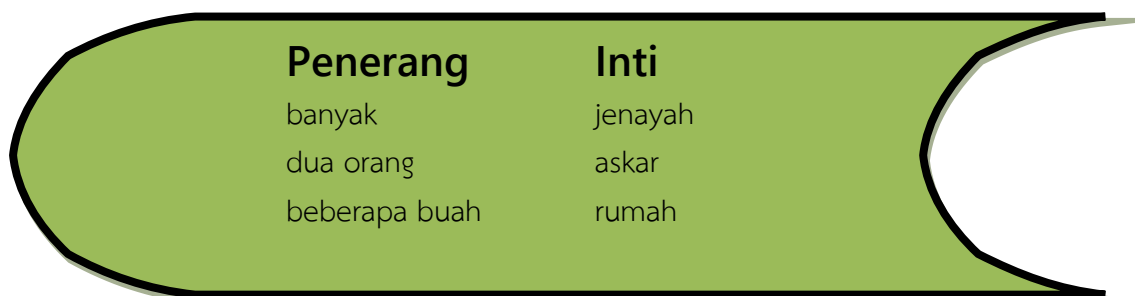 Penerang Inti
banyak jenayah
dua orang askar
beberapa buah rumah